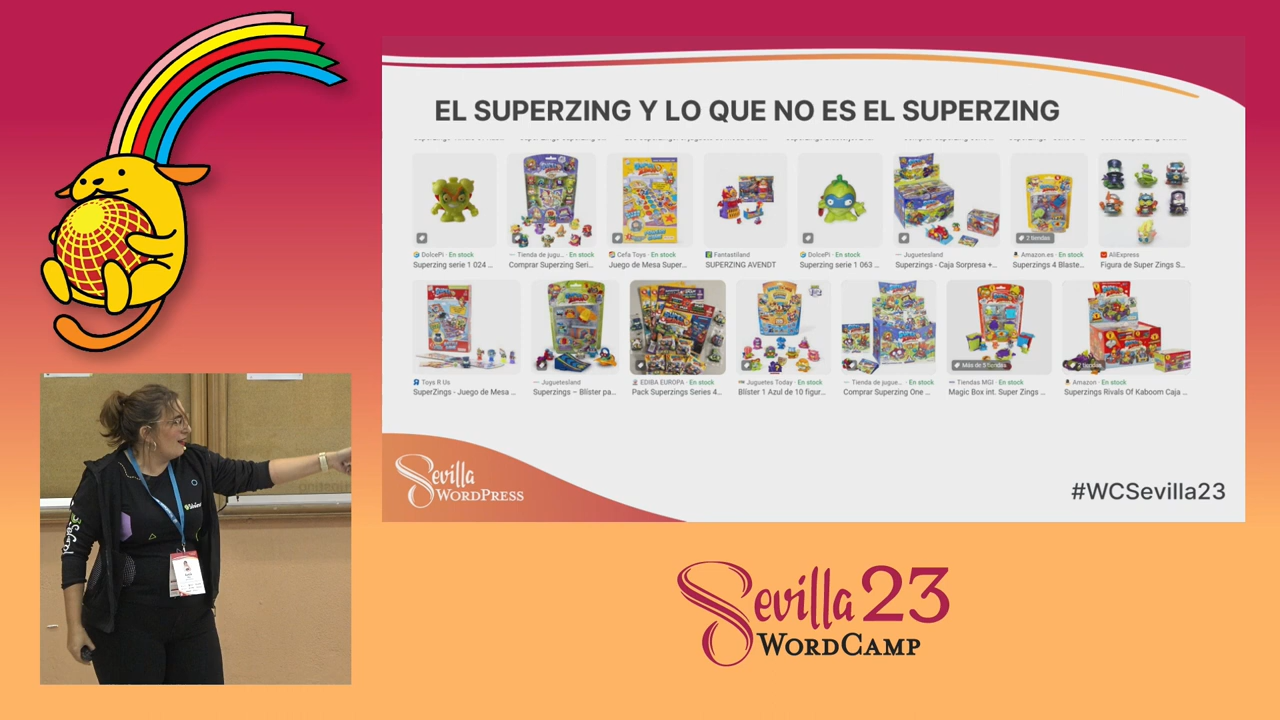 EL SUPERZING Y LO QUE NO ES EL SUPERZING
DolcePi · En stock
Superzing serie 1 024 ...
Tienda de jugu... · En stock
Comprar Superzing Seri...
Gefa Toys · En stock
Juego de Mesa Super...
Fantastiland
SUPERZING AVENDT
DolcePi · En stock
Superzing serie 1 063 ...
Juguetesland
Superzings - Caja Sorpresa +...
2 tiendas
Amazon.es · En stock
Superzings 4 Blaste...
AliExpress
Figura de Super Zings S...
Toys R Us
SuperZings - Juego de Mesa ...
Juguetesland
Superzings – Blíster pa...
EDIBA EUROPA · En stock
Pack Superzings Series 4...
Juguetes Today · En stock
Blister 1 Azul de 10 figur...
Tienda de jugue... · En stock
Comprar Superzing One ...
Más de 5 tiendas
Tiendas MGI · En stock
Magic Box int. Super Zings ...
2 tiendas
Amazon · En stock
Superzings Rivals Of Kaboom Caja ...
Sevilla
WORDPRESS
#WCSevilla23
Sevilla 23
WORDCAMP